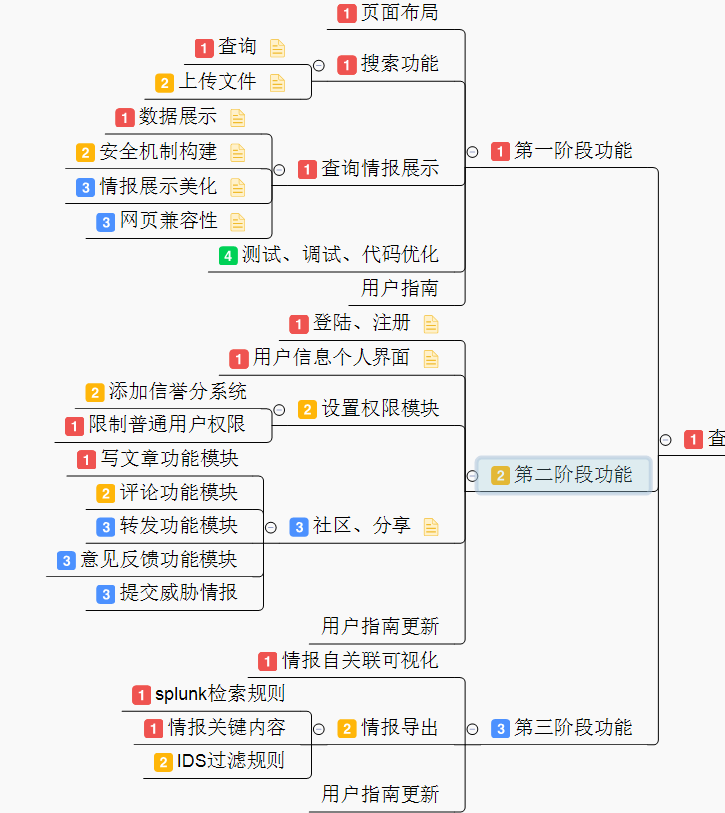 1 页面布局
1 查询
1 搜索功能
2 上传文件
1 数据展示
2 安全机制构建
1 第一阶段功能
1 查询情报展示
3 情报展示美化
3 网页兼容性
4 测试、调试、代码优化
用户指南
1 登陆、注册
1 用户信息个人界面
2 添加信誉分系统
2 设置权限模块
1 限制普通用户权限
1 查
1 写文章功能模块
2 第二阶段功能
2 评论功能模块
3 转发功能模块
3 社区、分享
3 意见反馈功能模块
3 提交威胁情报
用户指南更新
1 情报自关联可视化
1 splunk检索规则
1 情报关键内容
2 情报导出
3 第三阶段功能
2 IDS过滤规则
用户指南更新